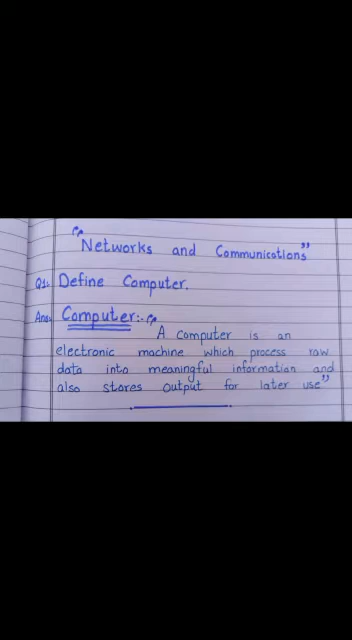 "Networks and Communications"
Q1:- Define Computer.
Ans:- Computer:- "
A computer is an
electronic machine which process raw
data into meaningful information and
also stores output for later use"